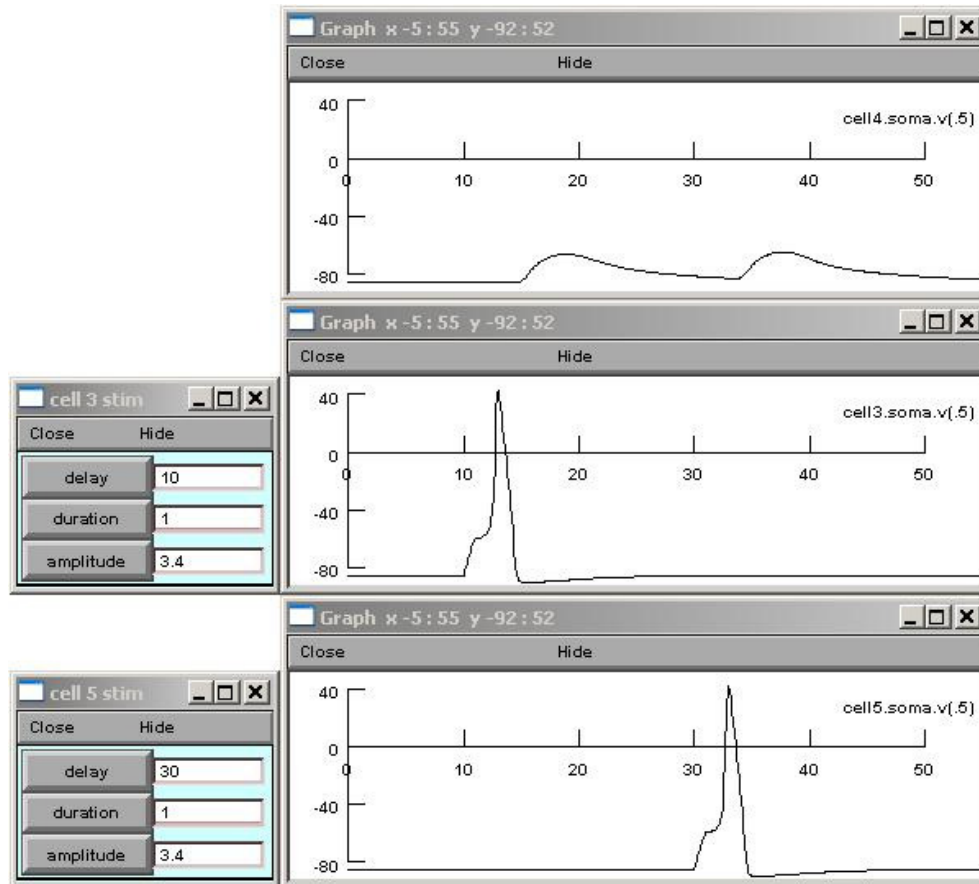 Graph x -5 : 55 y -92 : 52
Close Hide
40
cell4.soma.v(.5)
0
0 10 20 30 40 50
-40
-80
Graph x -5 : 55 y -92 : 52
Close Hide
40
cell3.soma.v(.5)
0
0 10 20 30 40 50
-40
-80
cell 3 stim
Close Hide
delay 10
duration 1
amplitude 3.4
Graph x -5 : 55 y -92 : 52
Close Hide
40
cell5.soma.v(.5)
0
0 10 20 30 40 50
-40
-80
cell 5 stim
Close Hide
delay 30
duration 1
amplitude 3.4